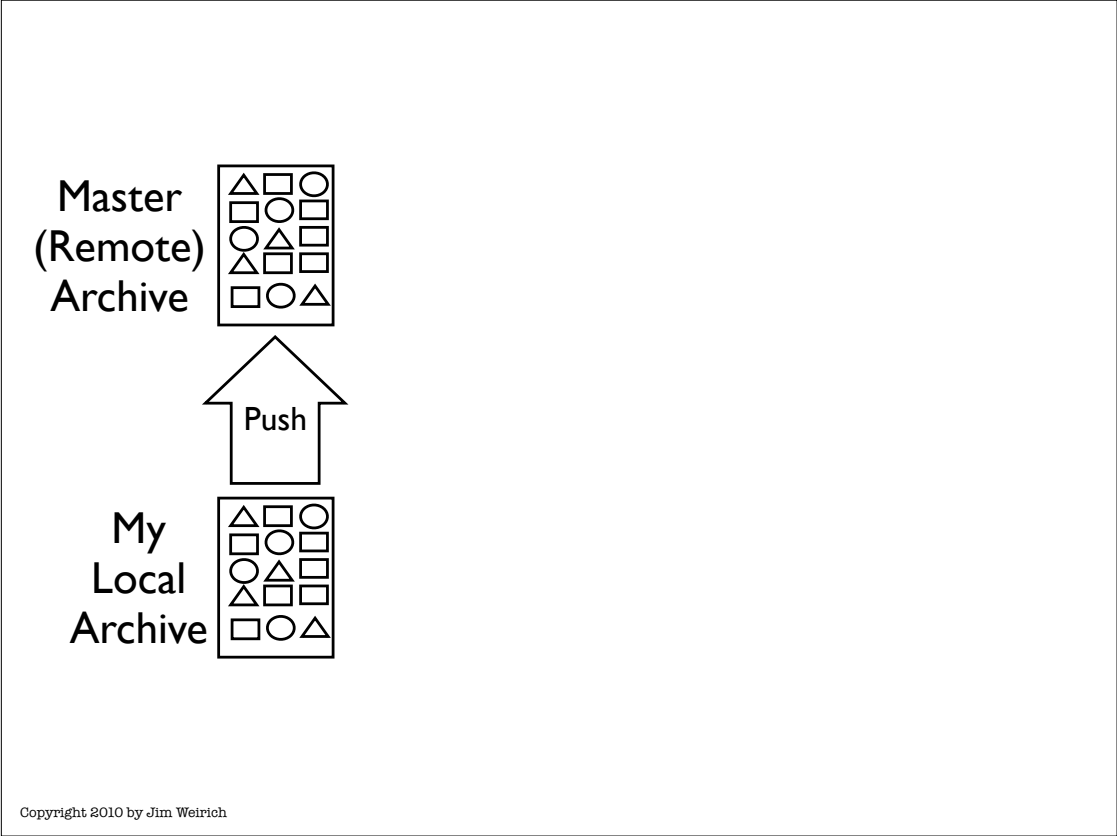 Master
(Remote)
Archive
Push
My
Local
Archive
Copyright 2010 by Jim Weirich